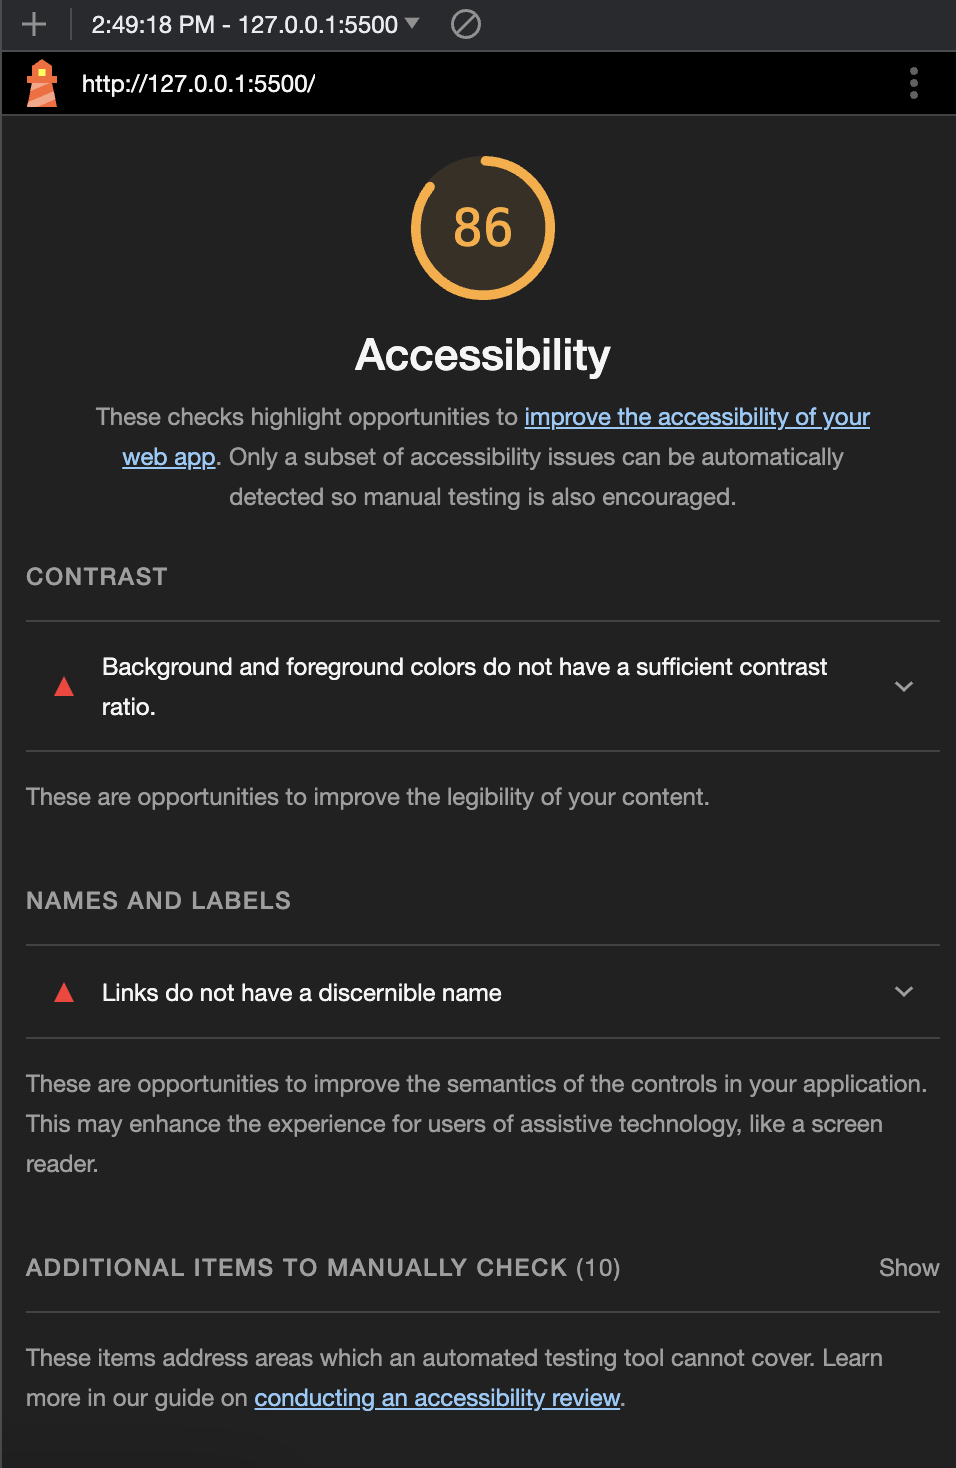 2:49:18 PM - 127.0.0.1:5500
http://127.0.0.1:5500/
86
Accessibility
These checks highlight opportunities to improve the accessibility of your
web app. Only a subset of accessibility issues can be automatically
detected so manual testing is also encouraged.
CONTRAST
Background and foreground colors do not have a sufficient contrast
ratio.
These are opportunities to improve the legibility of your content.
NAMES AND LABELS
Links do not have a discernible name
These are opportunities to improve the semantics of the controls in your application.
This may enhance the experience for users of assistive technology, like a screen
reader.
ADDITIONAL ITEMS TO MANUALLY CHECK (10) Show
These items address areas which an automated testing tool cannot cover. Learn
more in our guide on conducting an accessibility review.